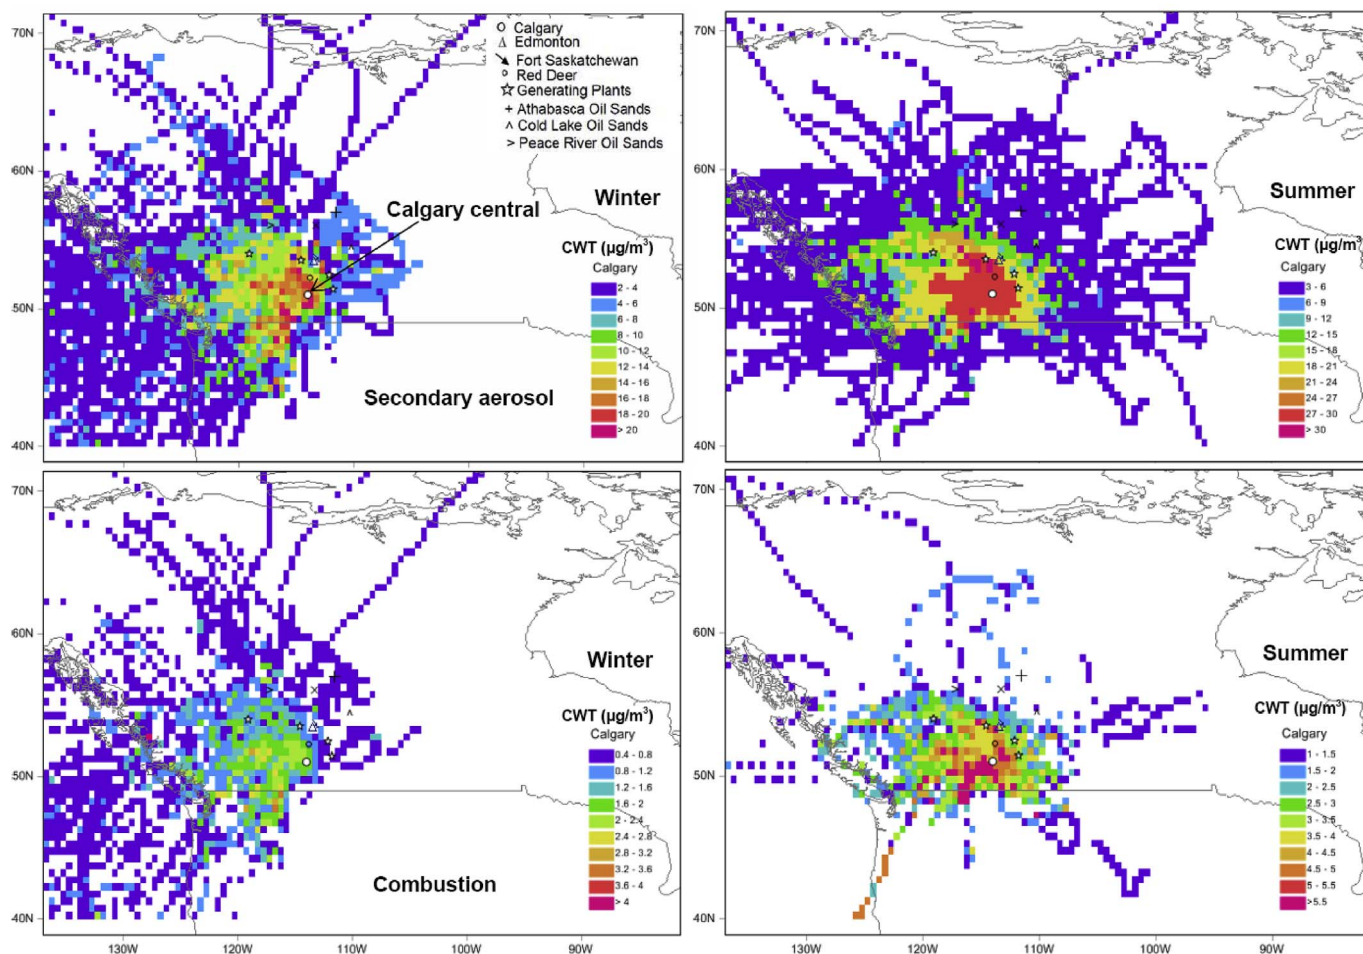 70N
60N
50N
40N
Calgary
Edmonton
Fort Saskatchewan
Red Deer
Generating Plants
Athabasca Oil Sands
Cold Lake Oil Sands
Peace River Oil Sands
Winter
Calgary central
CWT (µg/m³)
Calgary
2 - 4
4 - 6
6 - 8
8 - 10
10 - 12
12 - 14
14 - 16
16 - 18
18 - 20
> 20
Secondary aerosol
70N
60N
50N
40N
Summer
CWT (µg/m³)
Calgary
3 - 6
6 - 9
9 - 12
12 - 15
15 - 18
18 - 21
21 - 24
24 - 27
27 - 30
> 30
70N
60N
50N
40N
Winter
CWT (µg/m³)
Calgary
0.4 - 0.8
0.8 - 1.2
1.2 - 1.6
1.6 - 2
2 - 2.4
2.4 - 2.8
2.8 - 3.2
3.2 - 3.6
3.6 - 4
> 4
Combustion
130W
120W
110W
100W
90W
70N
60N
50N
40N
Summer
CWT (µg/m³)
Calgary
1 - 1.5
1.5 - 2
2 - 2.5
2.5 - 3
3 - 3.5
3.5 - 4
4 - 4.5
4.5 - 5
5 - 5.5
>5.5
130W
120W
110W
100W
90W